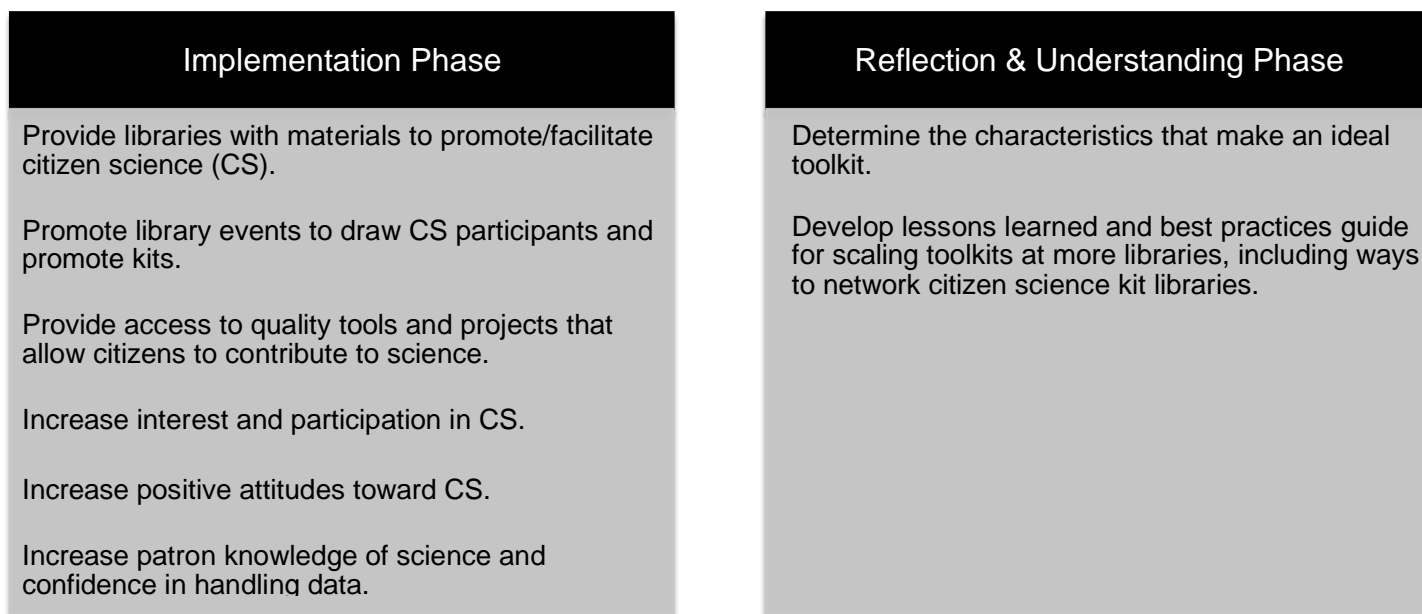 Implementation Phase
Provide libraries with materials to promote/facilitate
citizen science (CS).
Promote library events to draw CS participants and
promote kits.
Provide access to quality tools and projects that
allow citizens to contribute to science.
Increase interest and participation in CS.
Increase positive attitudes toward CS.
Increase patron knowledge of science and
confidence in handling data.
Reflection & Understanding Phase
Determine the characteristics that make an ideal
toolkit.
Develop lessons learned and best practices guide
for scaling toolkits at more libraries, including ways
to network citizen science kit libraries.